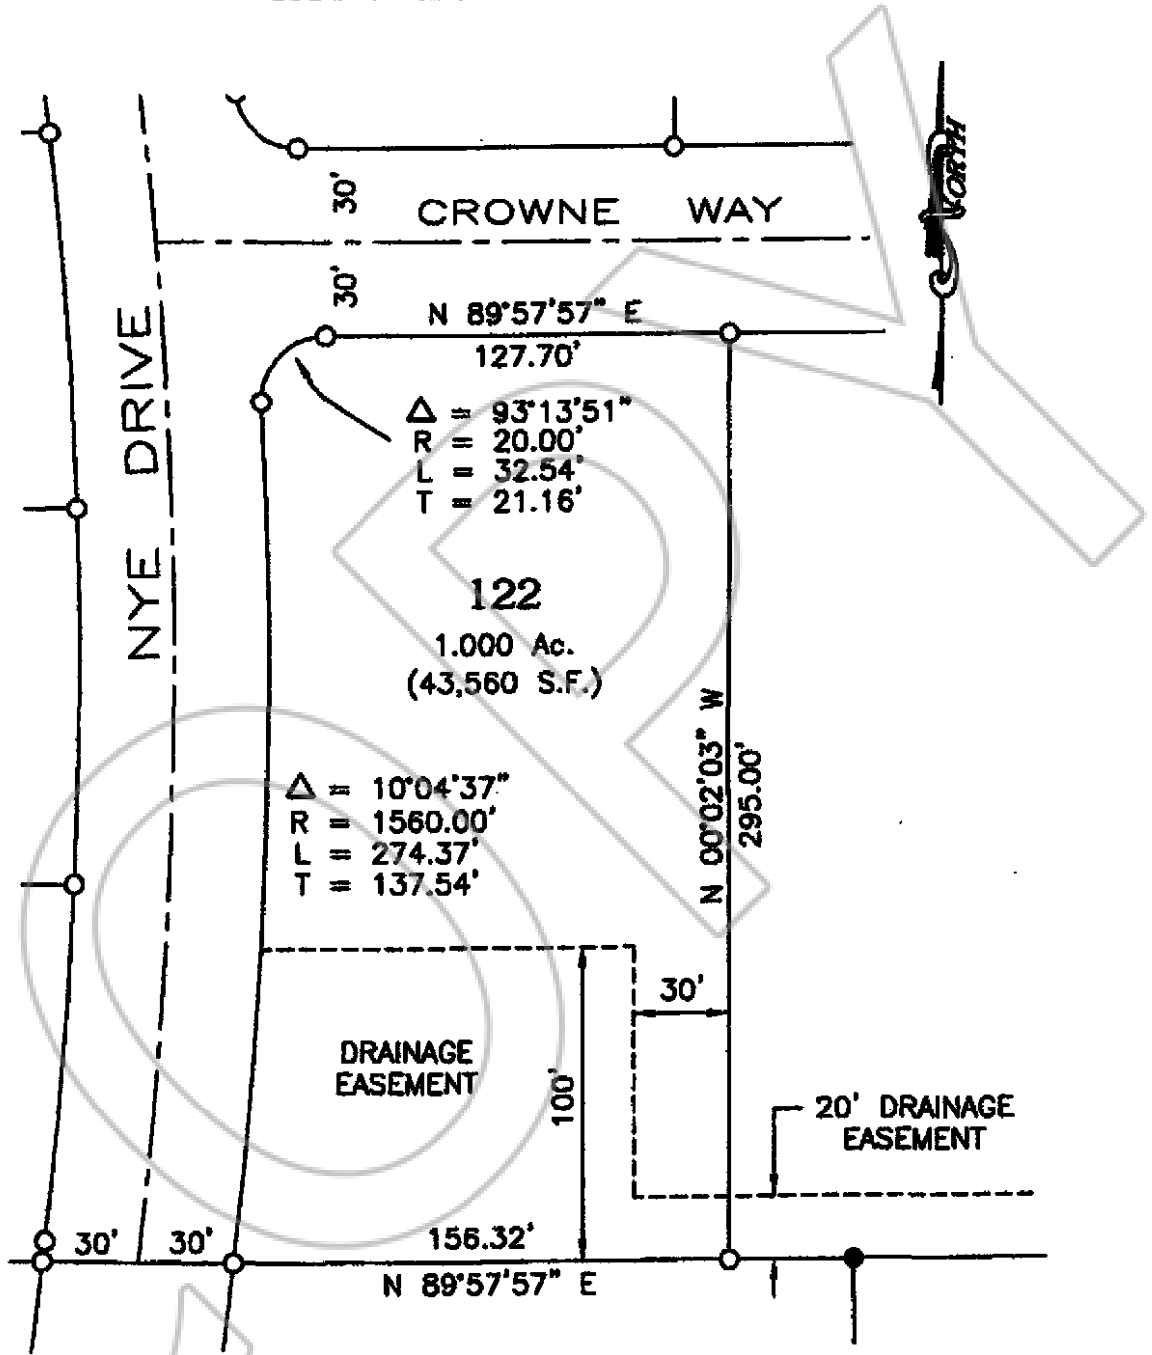 30'
CROWNE WAY
30'
NORTH
N 89°57'57" E
127.70'
NYE DRIVE
Δ = 93°13'51"
R = 20.00'
L = 32.54'
T = 21.16'
122
1.000 Ac.
(43,560 S.F.)
N 00°02'03" W
295.00'
Δ = 10°04'37"
R = 1560.00'
L = 274.37'
T = 137.54'
30'
DRAINAGE
EASEMENT
100'
20' DRAINAGE
EASEMENT
30'
30'
156.32'
N 89°57'57" E
COPY